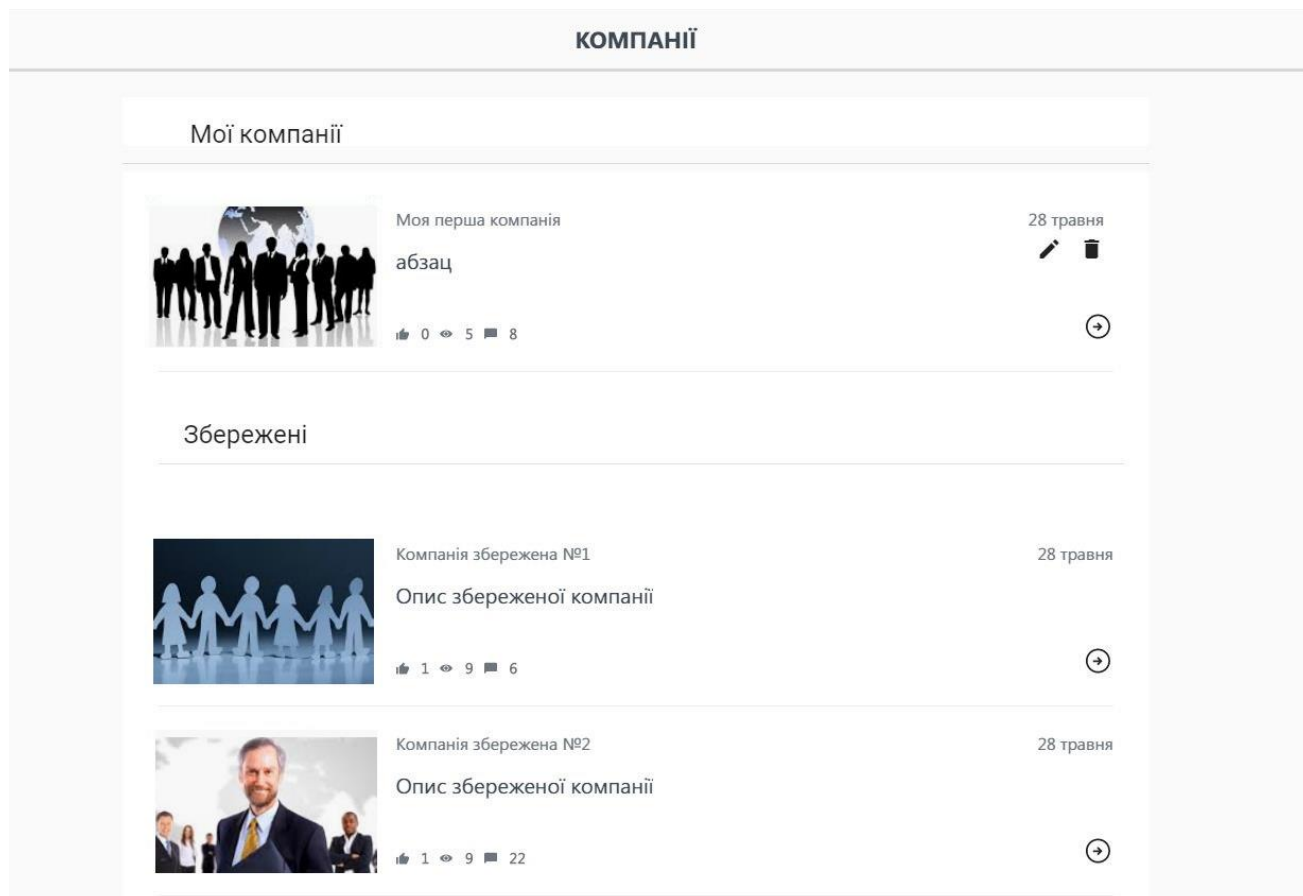 КОМПАНІЇ
Мої компанії
Моя перша компанія 28 травня
абзац
0 5 8
Збережені
Компанія збережена №1 28 травня
Опис збереженої компанії
1 9 6
Компанія збережена №2 28 травня
Опис збереженої компанії
1 9 22